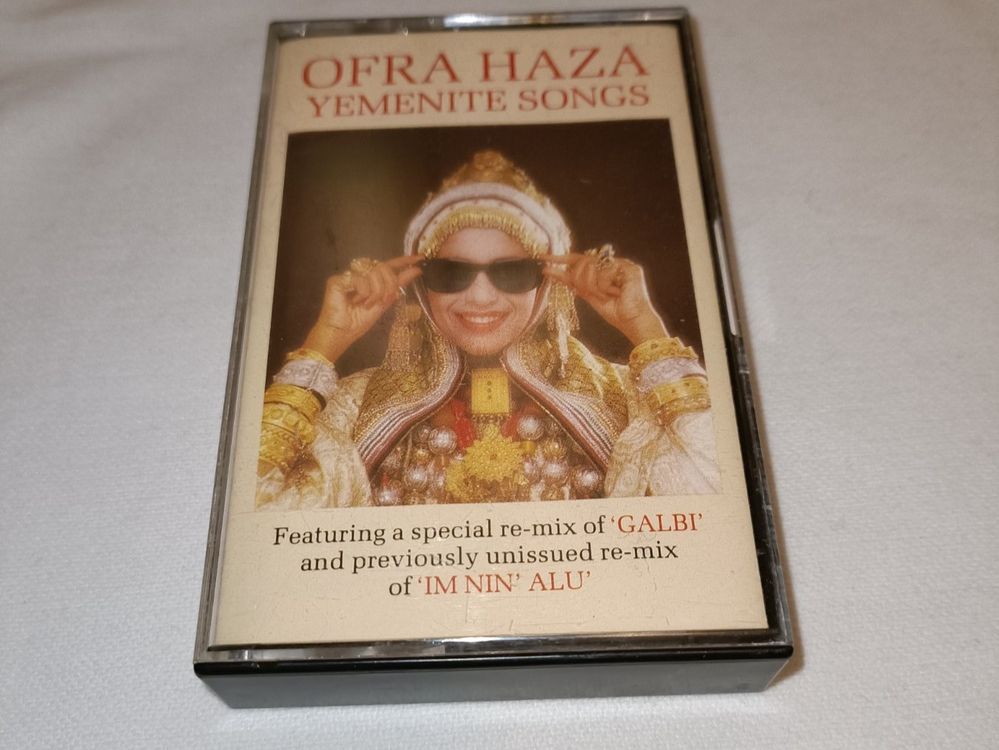 OFRA HAZA
YEMENITE SONGS
Featuring a special re-mix of ‘GALBI’
and previously unissued re-mix
of ‘IM NIN’ ALU’